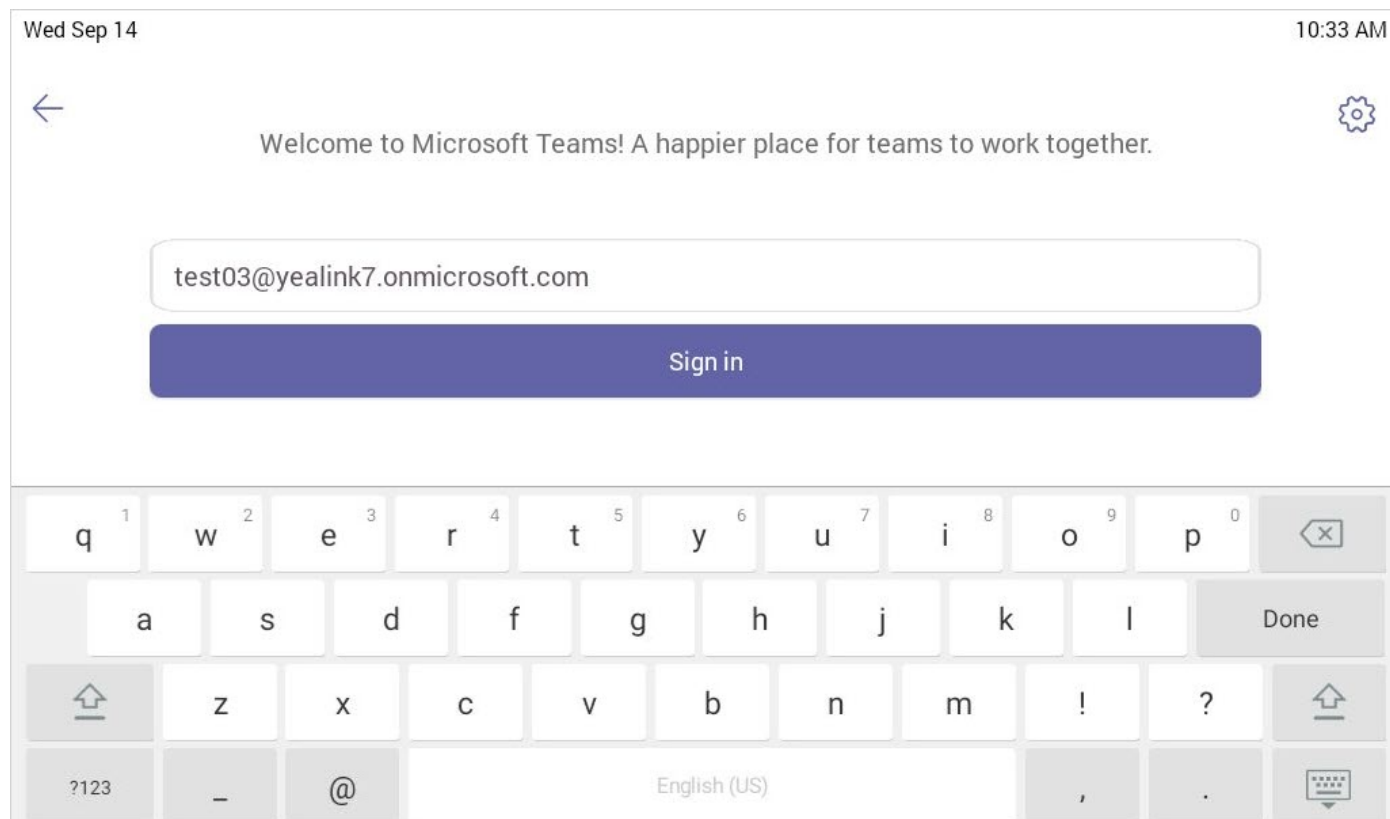 Wed Sep 14 10:33 AM
Welcome to Microsoft Teams! A happier place for teams to work together.
test03@yealink7.onmicrosoft.com
Sign in
q 1 w 2 e 3 r 4 t 5 y 6 u 7 i 8 o 9 p 0
a s d f g h j k l Done
z x c v b n m ! ?
?123 _ @ English (US) , .